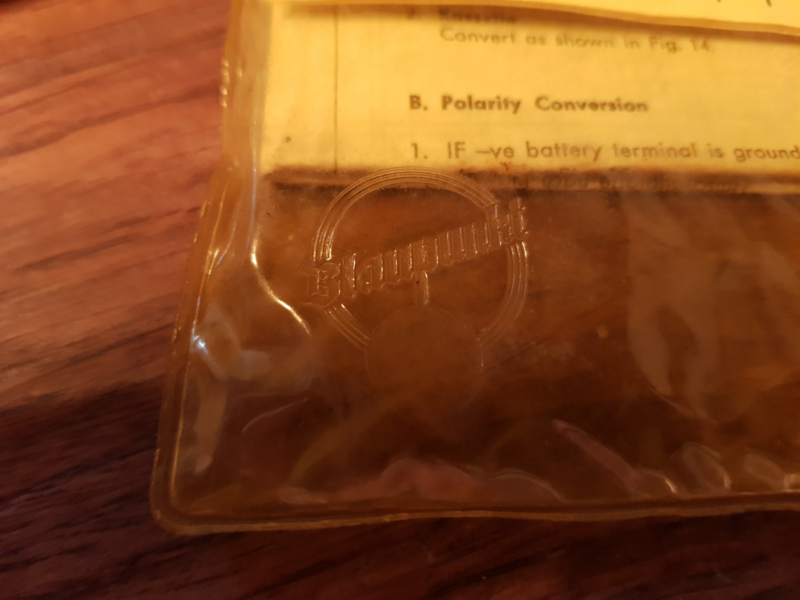 Convert as shown in Fig. 14.
B. Polarity Conversion
1. IF –ve battery terminal is ground
Blaupunkt